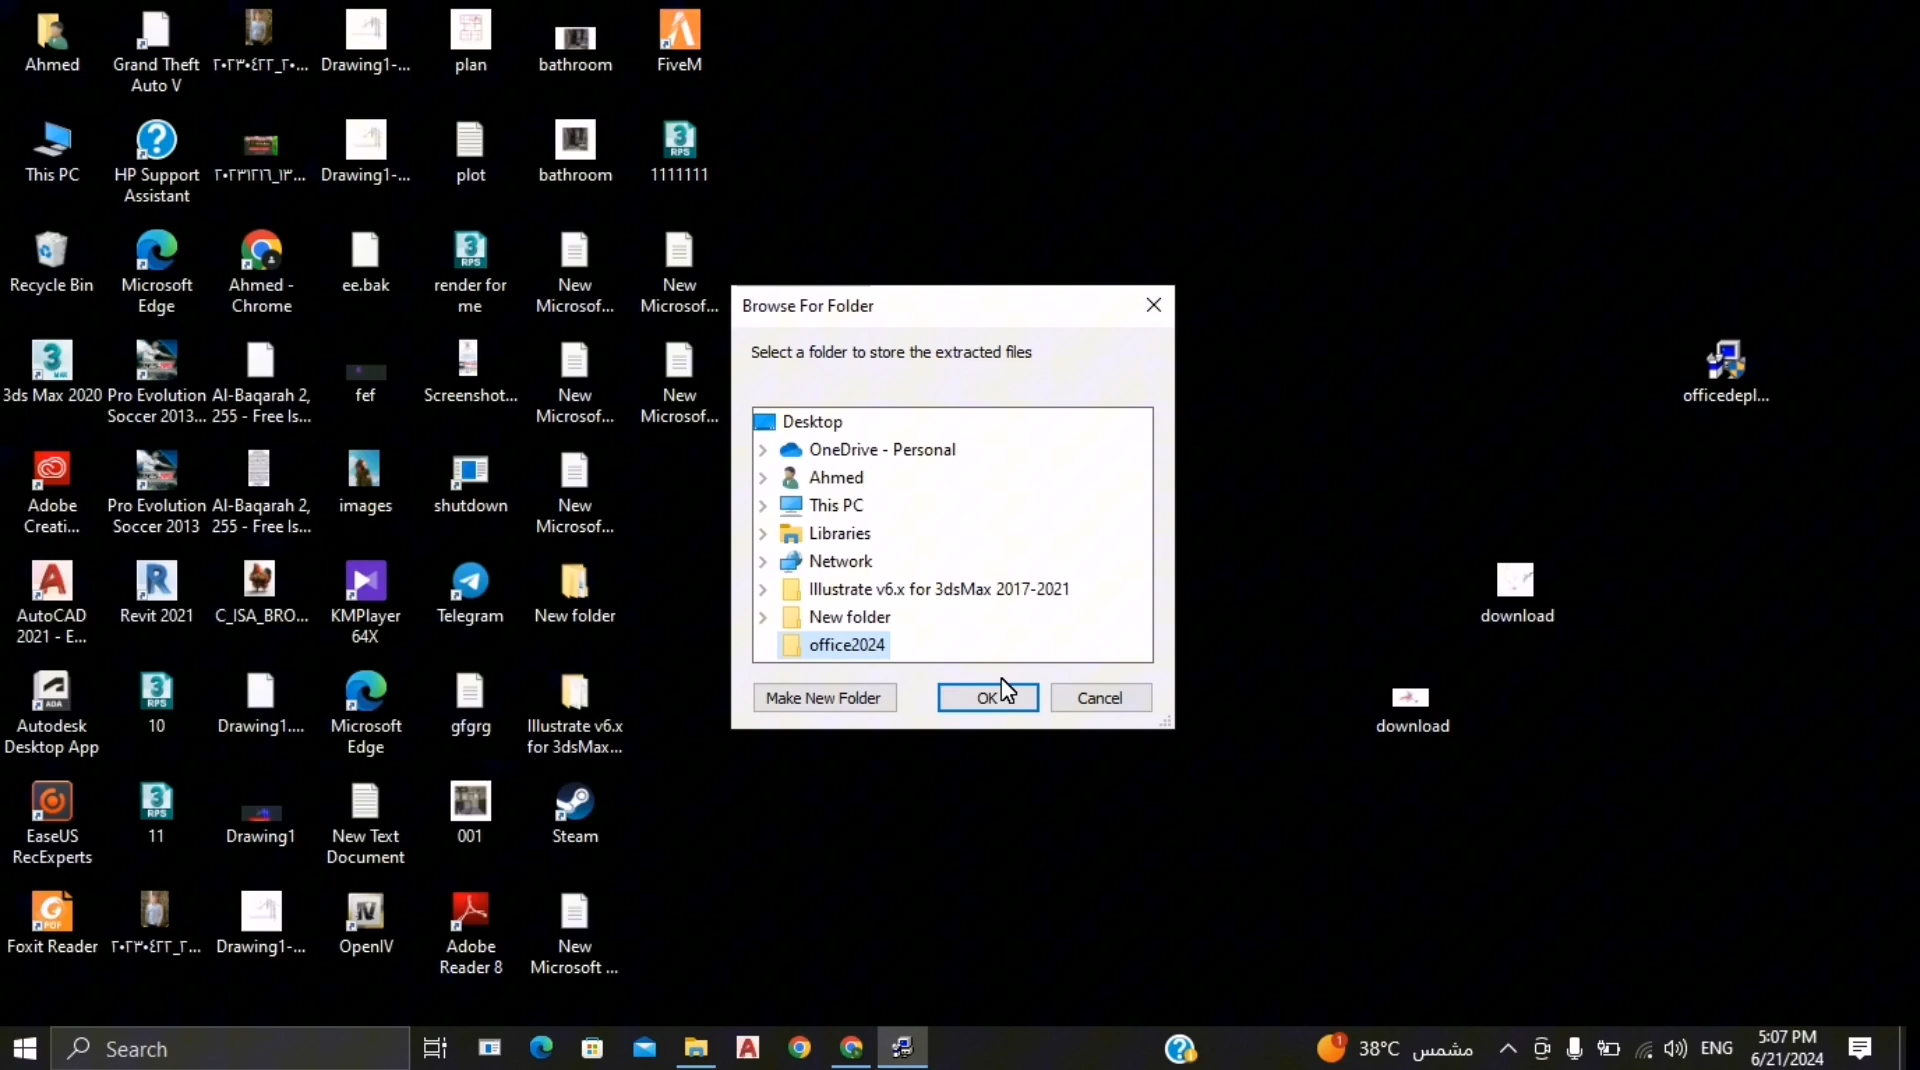 Ahmed
Grand Theft
Auto V
٢٠٢٣٠٤٢٢_٢٠...
Drawing1-...
plan
bathroom
FiveM
This PC
HP Support
Assistant
٢٠٢٣١٢١٦_١٣...
Drawing1-...
plot
bathroom
1111111
Recycle Bin
Microsoft
Edge
Ahmed -
Chrome
ee.bak
render for
me
New
Microsof...
New
Microsof...
3ds Max 2020
Pro Evolution
Soccer 2013...
Al-Baqarah 2,
255 - Free Is...
fef
Screenshot...
New
Microsof...
New
Microsof...
Adobe
Creati...
Pro Evolution
Soccer 2013
Al-Baqarah 2,
255 - Free Is...
images
shutdown
New
Microsof...
AutoCAD
2021 - E...
Revit 2021
C_ISA_BRO...
KMPlayer
64X
Telegram
New folder
Autodesk
Desktop App
10
Drawing1....
Microsoft
Edge
gfgrg
Illustrate v6.x
for 3dsMax...
EaseUS
RecExperts
11
Drawing1
New Text
Document
001
Steam
Foxit Reader
٢٠٢٣٠٤٢٢_٢...
Drawing1-...
OpenIV
Adobe
Reader 8
New
Microsoft ...
Browse For Folder
Select a folder to store the extracted files
Desktop
OneDrive - Personal
Ahmed
This PC
Libraries
Network
Illustrate v6.x for 3dsMax 2017-2021
New folder
office2024
Make New Folder
OK
Cancel
officedepl...
download
download
Search
38°C مشمس
ENG
5:07 PM
6/21/2024